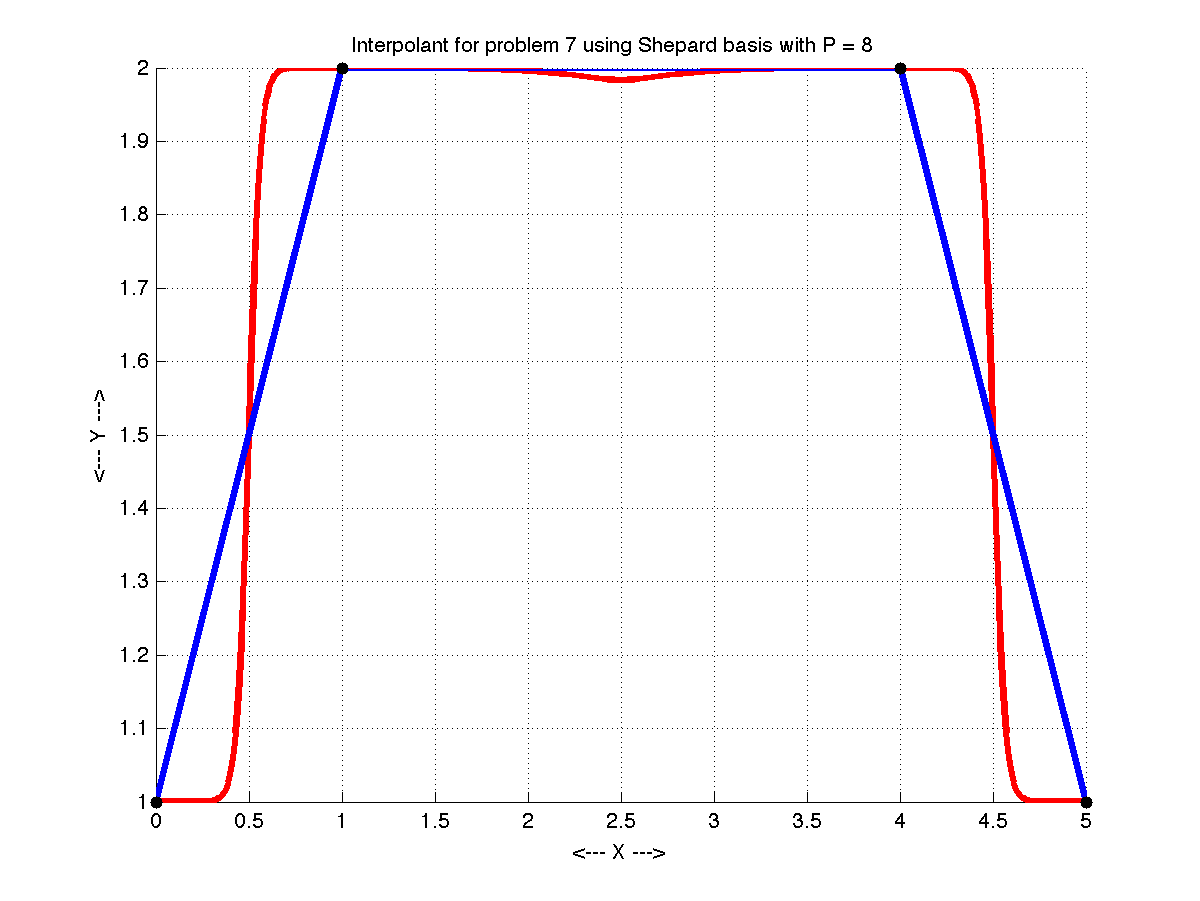 Interpolant for problem 7 using Shepard basis with P = 8
2
1.9
1.8
1.7
1.6
1.5
1.4
1.3
1.2
1.1
1
<--- Y --->
0 0.5 1 1.5 2 2.5 3 3.5 4 4.5 5
<--- X --->